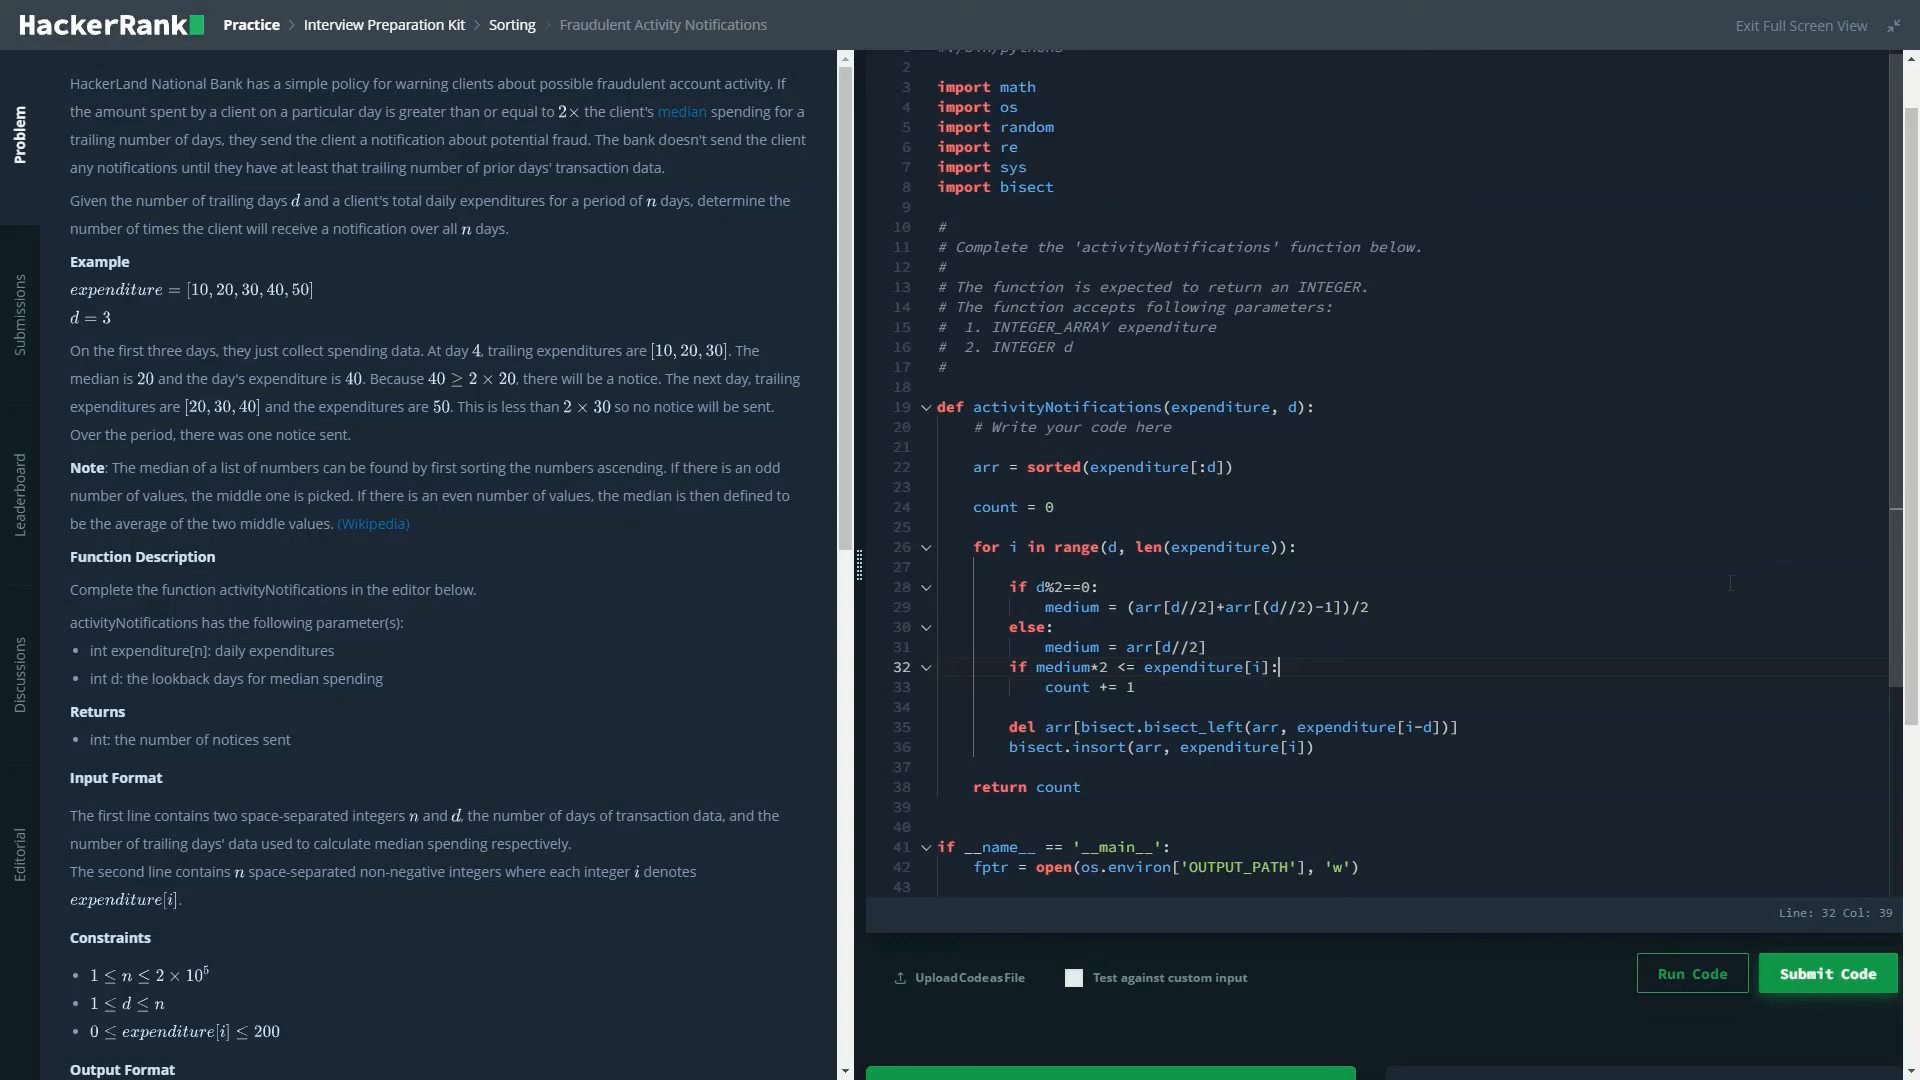 HackerRank Practice > Interview Preparation Kit > Sorting > Fraudulent Activity Notifications Exit Full Screen View
Problem
Submissions
Leaderboard
Discussions
Editorial
HackerLand National Bank has a simple policy for warning clients about possible fraudulent account activity. If
the amount spent by a client on a particular day is greater than or equal to 2× the client's median spending for a
trailing number of days, they send the client a notification about potential fraud. The bank doesn't send the client
any notifications until they have at least that trailing number of prior days' transaction data.
Given the number of trailing days d and a client's total daily expenditures for a period of n days, determine the
number of times the client will receive a notification over all n days.
Example
expenditure = [10, 20, 30, 40, 50]
d = 3
On the first three days, they just collect spending data. At day 4, trailing expenditures are [10, 20, 30]. The
median is 20 and the day's expenditure is 40. Because 40 ≥ 2 × 20, there will be a notice. The next day, trailing
expenditures are [20, 30, 40] and the expenditures are 50. This is less than 2 × 30 so no notice will be sent.
Over the period, there was one notice sent.
Note: The median of a list of numbers can be found by first sorting the numbers ascending. If there is an odd
number of values, the middle one is picked. If there is an even number of values, the median is then defined to
be the average of the two middle values. (Wikipedia)
Function Description
Complete the function activityNotifications in the editor below.
activityNotifications has the following parameter(s):
• int expenditure[n]: daily expenditures
• int d: the lookback days for median spending
Returns
• int: the number of notices sent
Input Format
The first line contains two space-separated integers n and d, the number of days of transaction data, and the
number of trailing days' data used to calculate median spending respectively.
The second line contains n space-separated non-negative integers where each integer i denotes
expenditure[i].
Constraints
• 1 ≤ n ≤ 2 × 10⁵
• 1 ≤ d ≤ n
• 0 ≤ expenditure[i] ≤ 200
Output Format
2
3 import math
4 import os
5 import random
6 import re
7 import sys
8 import bisect
9
10 #
11 # Complete the 'activityNotifications' function below.
12 #
13 # The function is expected to return an INTEGER.
14 # The function accepts following parameters:
15 #  1. INTEGER_ARRAY expenditure
16 #  2. INTEGER d
17 #
18
19 def activityNotifications(expenditure, d):
20     # Write your code here
21
22     arr = sorted(expenditure[:d])
23
24     count = 0
25
26     for i in range(d, len(expenditure)):
27
28         if d%2==0:
29             medium = (arr[d//2]+arr[(d//2)-1])/2
30         else:
31             medium = arr[d//2]
32         if medium*2 <= expenditure[i]:
33             count += 1
34
35         del arr[bisect.bisect_left(arr, expenditure[i-d])]
36         bisect.insort(arr, expenditure[i])
37
38     return count
39
40
41 if __name__ == '__main__':
42     fptr = open(os.environ['OUTPUT_PATH'], 'w')
43
Line: 32 Col: 39
Upload Code as File Test against custom input Run Code Submit Code